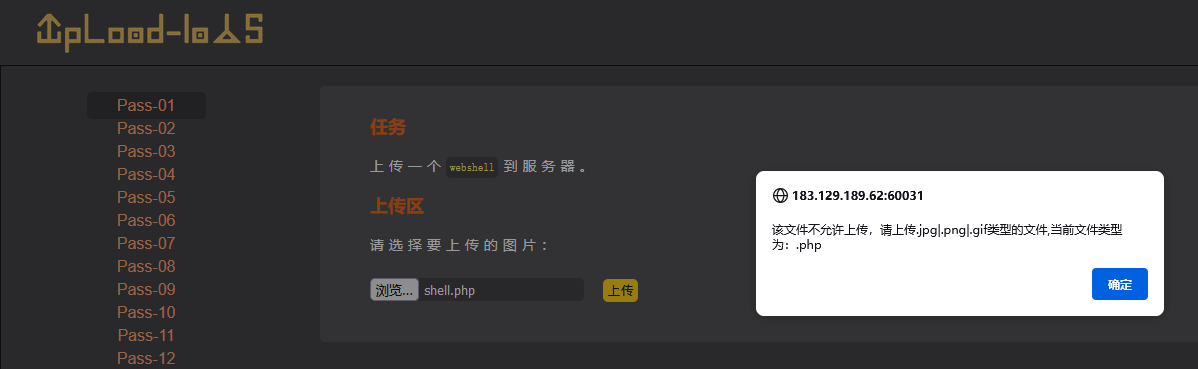 UpLoad-labs
Pass-01
Pass-02
Pass-03
Pass-04
Pass-05
Pass-06
Pass-07
Pass-08
Pass-09
Pass-10
Pass-11
Pass-12
任务
上传一个 webshell 到服务器。
上传区
请选择要上传的图片：
浏览... shell.php 上传
183.129.189.62:60031
该文件不允许上传，请上传.jpg|.png|.gif类型的文件,当前文件类型
为：.php
确定